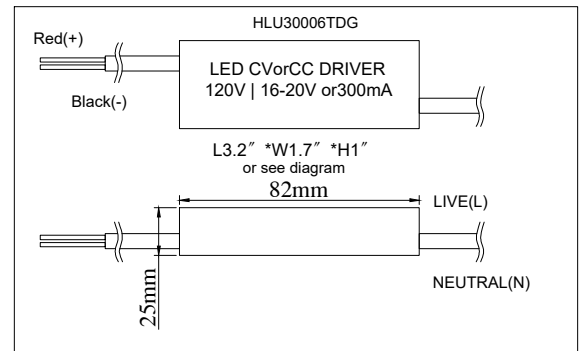 HLU30006TDG
Red(+)
LED CVorCC DRIVER
120V | 16-20V or300mA
Black(-)
L3.2″ *W1.7″ *H1″
or see diagram
82mm
LIVE(L)
25mm
NEUTRAL(N)